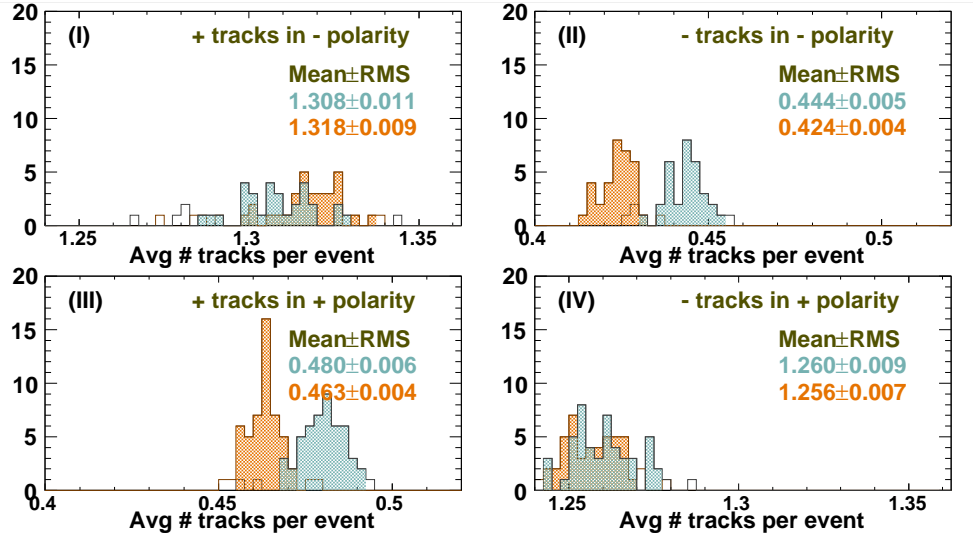 20
15
10
5
0
(I)
+ tracks in - polarity
Mean±RMS
1.308±0.011
1.318±0.009
1.25
1.3
1.35
Avg # tracks per event
20
15
10
5
0
(II)
- tracks in - polarity
Mean±RMS
0.444±0.005
0.424±0.004
0.4
0.45
0.5
Avg # tracks per event
20
15
10
5
0
(III)
+ tracks in + polarity
Mean±RMS
0.480±0.006
0.463±0.004
0.4
0.45
0.5
Avg # tracks per event
20
15
10
5
0
(IV)
- tracks in + polarity
Mean±RMS
1.260±0.009
1.256±0.007
1.25
1.3
1.35
Avg # tracks per event